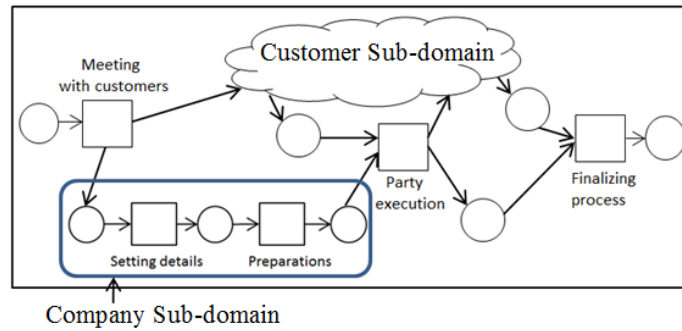 Meeting
with customers
Customer Sub-domain
Party
execution
Finalizing
process
Setting details
Preparations
Company Sub-domain